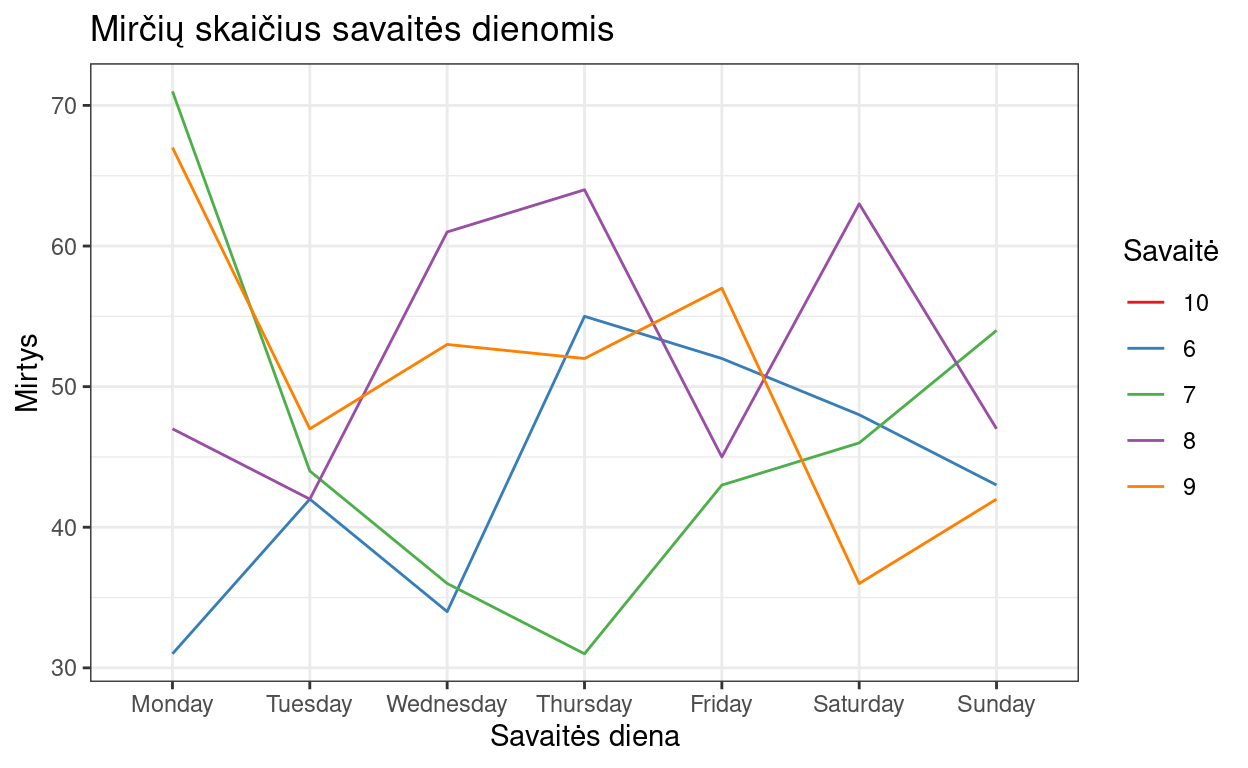 Mirčių skaičius savaitės dienomis
Mirtys
70
60
50
40
30
Monday Tuesday Wednesday Thursday Friday Saturday Sunday
Savaitės diena
Savaitė
10
6
7
8
9